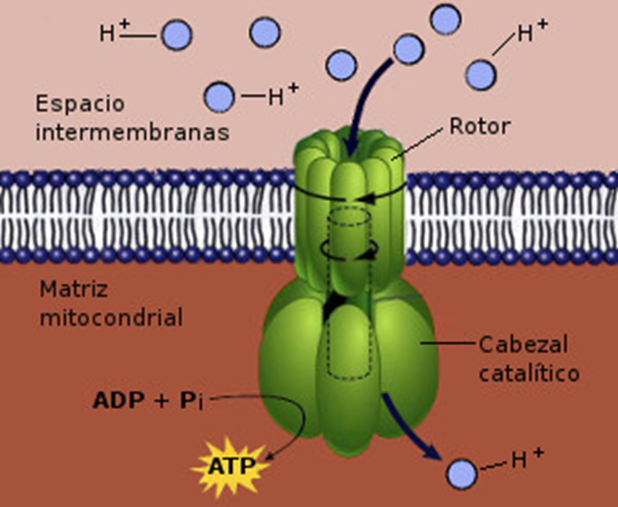 H+
H+
H+
Espacio
intermembranas
Rotor
Matriz
mitocondrial
Cabezal
catalítico
ADP + Pi
ATP
H+